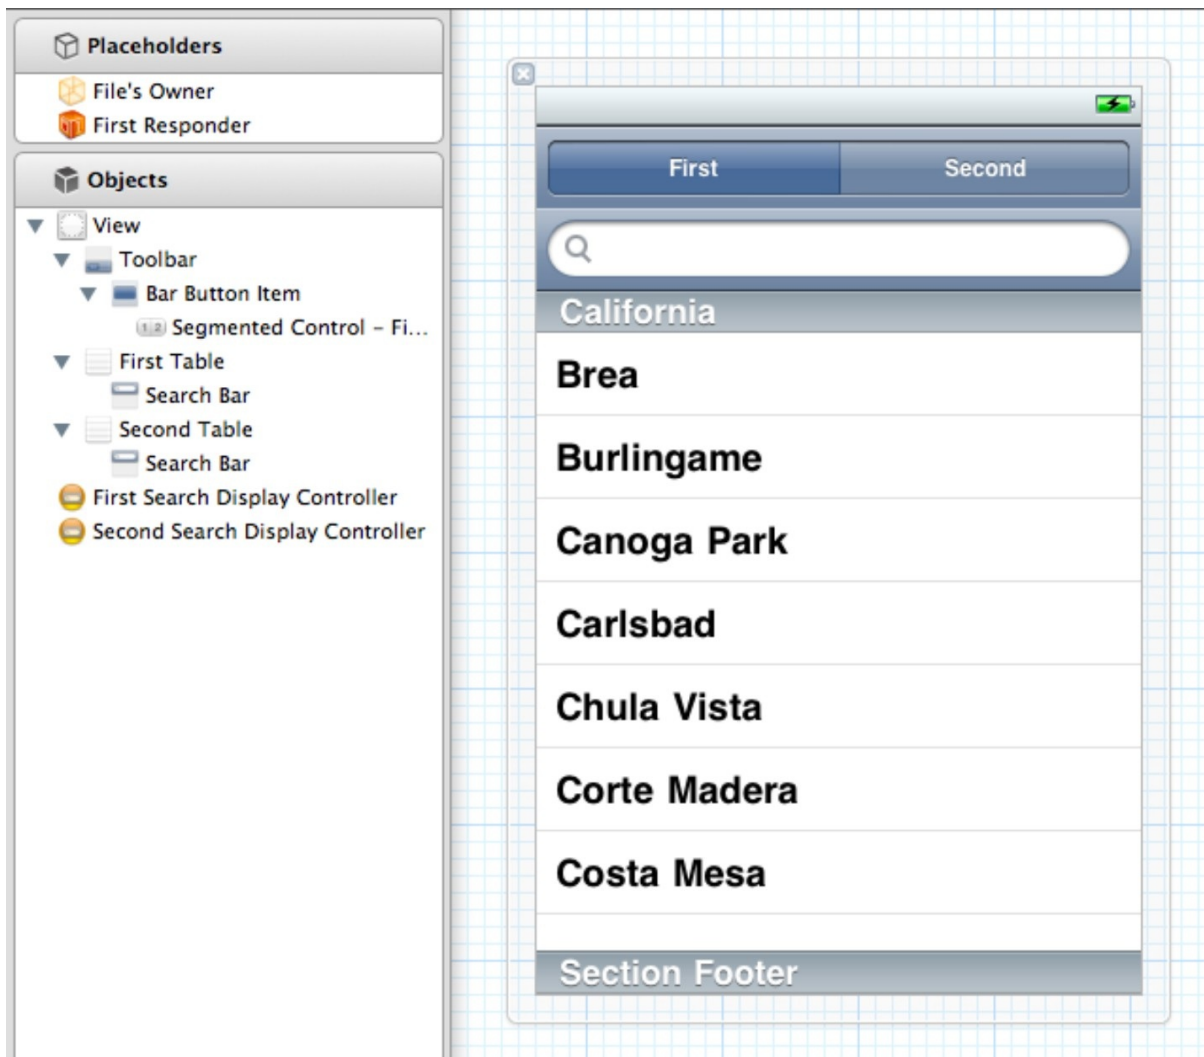 Placeholders
File's Owner
First Responder
Objects
View
Toolbar
Bar Button Item
1 2 Segmented Control – Fi...
First Table
Search Bar
Second Table
Search Bar
First Search Display Controller
Second Search Display Controller
First Second
California
Brea
Burlingame
Canoga Park
Carlsbad
Chula Vista
Corte Madera
Costa Mesa
Section Footer